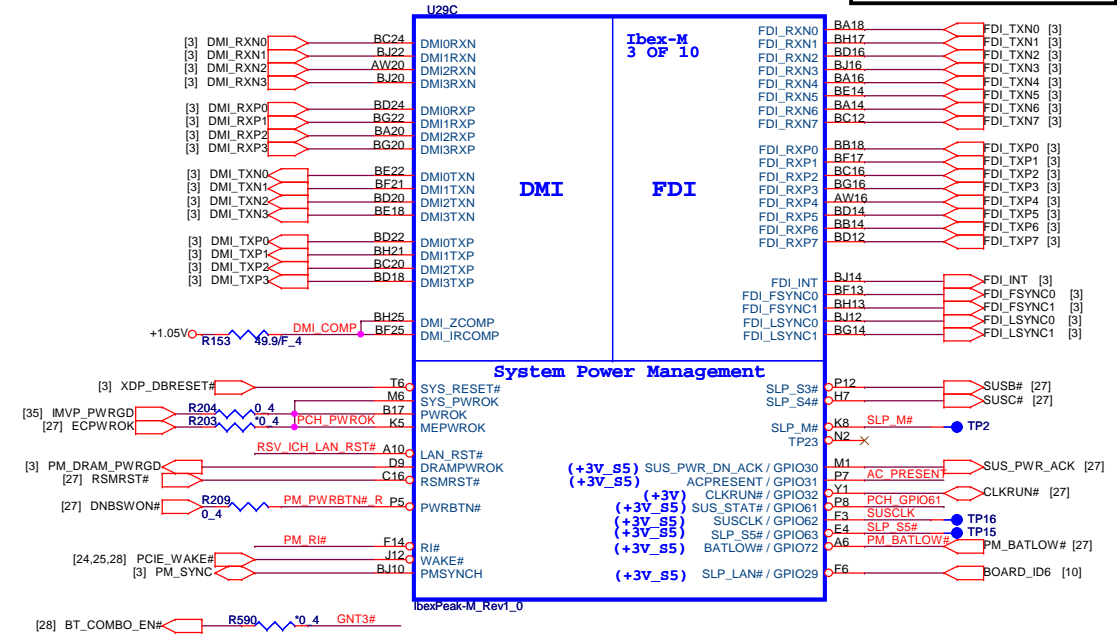 U29C
Ibex-M
3 OF 10
DMI
FDI
[3] DMI_RXN0 BC24 DMI0RXN
[3] DMI_RXN1 BJ22 DMI1RXN
[3] DMI_RXN2 AW20 DMI2RXN
[3] DMI_RXN3 BJ20 DMI3RXN
[3] DMI_RXP0 BD24 DMI0RXP
[3] DMI_RXP1 BG22 DMI1RXP
[3] DMI_RXP2 BA20 DMI2RXP
[3] DMI_RXP3 BG20 DMI3RXP
[3] DMI_TXN0 BE22 DMI0TXN
[3] DMI_TXN1 BF21 DMI1TXN
[3] DMI_TXN2 BD20 DMI2TXN
[3] DMI_TXN3 BE18 DMI3TXN
[3] DMI_TXP0 BD22 DMI0TXP
[3] DMI_TXP1 BH21 DMI1TXP
[3] DMI_TXP2 BC20 DMI2TXP
[3] DMI_TXP3 BD18 DMI3TXP
BH25 DMI_ZCOMP
+1.05V R153 49.9/F_4 DMI_COMP BF25 DMI_IRCOMP
FDI_RXN0 BA18 FDI_TXN0 [3]
FDI_RXN1 BH17 FDI_TXN1 [3]
FDI_RXN2 BD16 FDI_TXN2 [3]
FDI_RXN3 BJ16 FDI_TXN3 [3]
FDI_RXN4 BA16 FDI_TXN4 [3]
FDI_RXN5 BE14 FDI_TXN5 [3]
FDI_RXN6 BA14 FDI_TXN6 [3]
FDI_RXN7 BC12 FDI_TXN7 [3]
FDI_RXP0 BB18 FDI_TXP0 [3]
FDI_RXP1 BF17 FDI_TXP1 [3]
FDI_RXP2 BC16 FDI_TXP2 [3]
FDI_RXP3 BG16 FDI_TXP3 [3]
FDI_RXP4 AW16 FDI_TXP4 [3]
FDI_RXP5 BD14 FDI_TXP5 [3]
FDI_RXP6 BB14 FDI_TXP6 [3]
FDI_RXP7 BD12 FDI_TXP7 [3]
FDI_INT BJ14 FDI_INT [3]
FDI_FSYNC0 BF13 FDI_FSYNC0 [3]
FDI_FSYNC1 BH13 FDI_FSYNC1 [3]
FDI_LSYNC0 BJ12 FDI_LSYNC0 [3]
FDI_LSYNC1 BG14 FDI_LSYNC1 [3]
System Power Management
[3] XDP_DBRESET# T6 SYS_RESET#
M6 SYS_PWROK
[35] IMVP_PWRGD R204 0_4 B17 PWROK
[27] ECPWROK R203 *0_4 PCH_PWROK K5 MEPWROK
RSV_ICH_LAN_RST# A10 LAN_RST#
[3] PM_DRAM_PWRGD D9 DRAMPWROK
[27] RSMRST# C16 RSMRST#
[27] DNBSWON# R209 0_4 PM_PWRBTN#_R P5 PWRBTN#
PM_RI# F14 RI#
[24,25,28] PCIE_WAKE# J12 WAKE#
[3] PM_SYNC BJ10 PMSYNCH
SLP_S3# P12 SUSB# [27]
SLP_S4# H7 SUSC# [27]
SLP_M# K8 SLP_M# TP2
TP23 N2
(+3V_S5) SUS_PWR_DN_ACK / GPIO30 M1 SUS_PWR_ACK [27]
(+3V_S5) ACPRESENT / GPIO31 P7 AC_PRESENT
(+3V) CLKRUN# / GPIO32 Y1 CLKRUN# [27]
(+3V_S5) SUS_STAT# / GPIO61 P8 PCH_GPIO61
(+3V_S5) SUSCLK / GPIO62 F3 SUSCLK TP16
(+3V_S5) SLP_S5# / GPIO63 E4 SLP_S5# TP15
(+3V_S5) BATLOW# / GPIO72 A6 PM_BATLOW# PM_BATLOW# [27]
(+3V_S5) SLP_LAN# / GPIO29 F6 BOARD_ID6 [10]
IbexPeak-M_Rev1_0
[28] BT_COMBO_EN# R590 *0_4 GNT3#